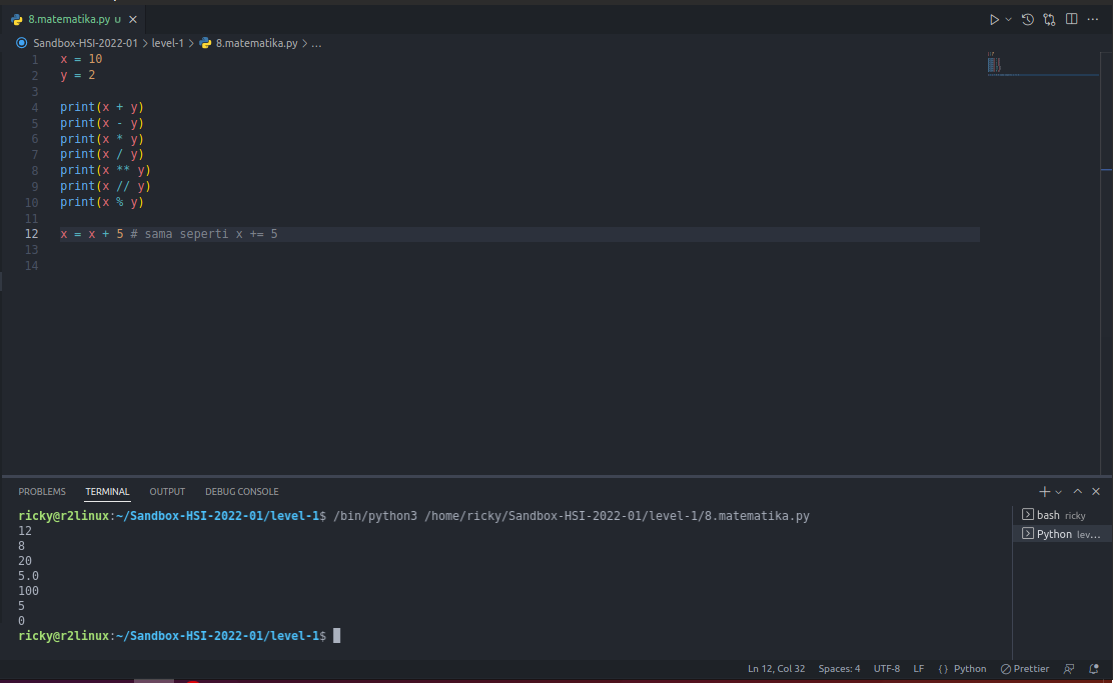 8.matematika.py U
Sandbox-HSI-2022-01 > level-1 > 8.matematika.py > ...
1 x = 10
2 y = 2
3
4 print(x + y)
5 print(x - y)
6 print(x * y)
7 print(x / y)
8 print(x ** y)
9 print(x // y)
10 print(x % y)
11
12 x = x + 5 # sama seperti x += 5
13
14
PROBLEMS TERMINAL OUTPUT DEBUG CONSOLE
ricky@r2linux:~/Sandbox-HSI-2022-01/level-1$ /bin/python3 /home/ricky/Sandbox-HSI-2022-01/level-1/8.matematika.py
12
8
20
5.0
100
5
0
ricky@r2linux:~/Sandbox-HSI-2022-01/level-1$
bash ricky
Python lev...
Ln 12, Col 32 Spaces: 4 UTF-8 LF {} Python Prettier